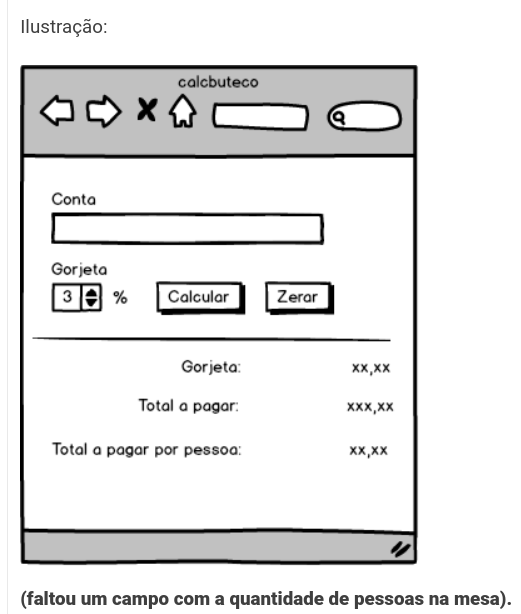 Ilustração:
calcbuteco
Conta
Gorjeta
3 % Calcular Zerar
Gorjeta: xx,xx
Total a pagar: xxx,xx
Total a pagar por pessoa: xx,xx
(faltou um campo com a quantidade de pessoas na mesa).